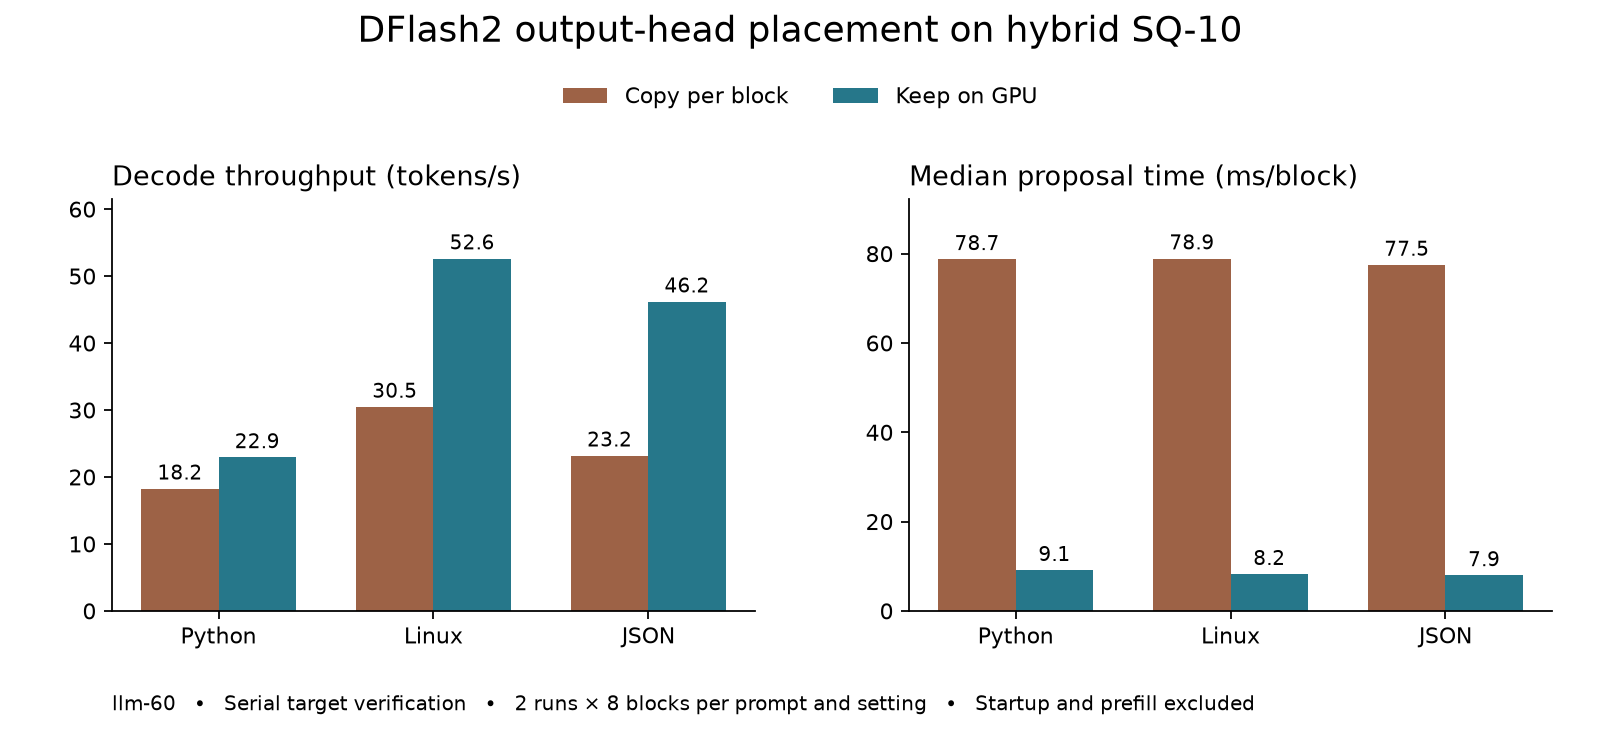 DFlash2 output-head placement on hybrid SQ-10
Copy per block
Keep on GPU
Decode throughput (tokens/s)
60
50
40
30
20
10
0
18.2
22.9
30.5
52.6
23.2
46.2
Python
Linux
JSON
Median proposal time (ms/block)
80
60
40
20
0
78.7
9.1
78.9
8.2
77.5
7.9
Python
Linux
JSON
llm-60 • Serial target verification • 2 runs × 8 blocks per prompt and setting • Startup and prefill excluded